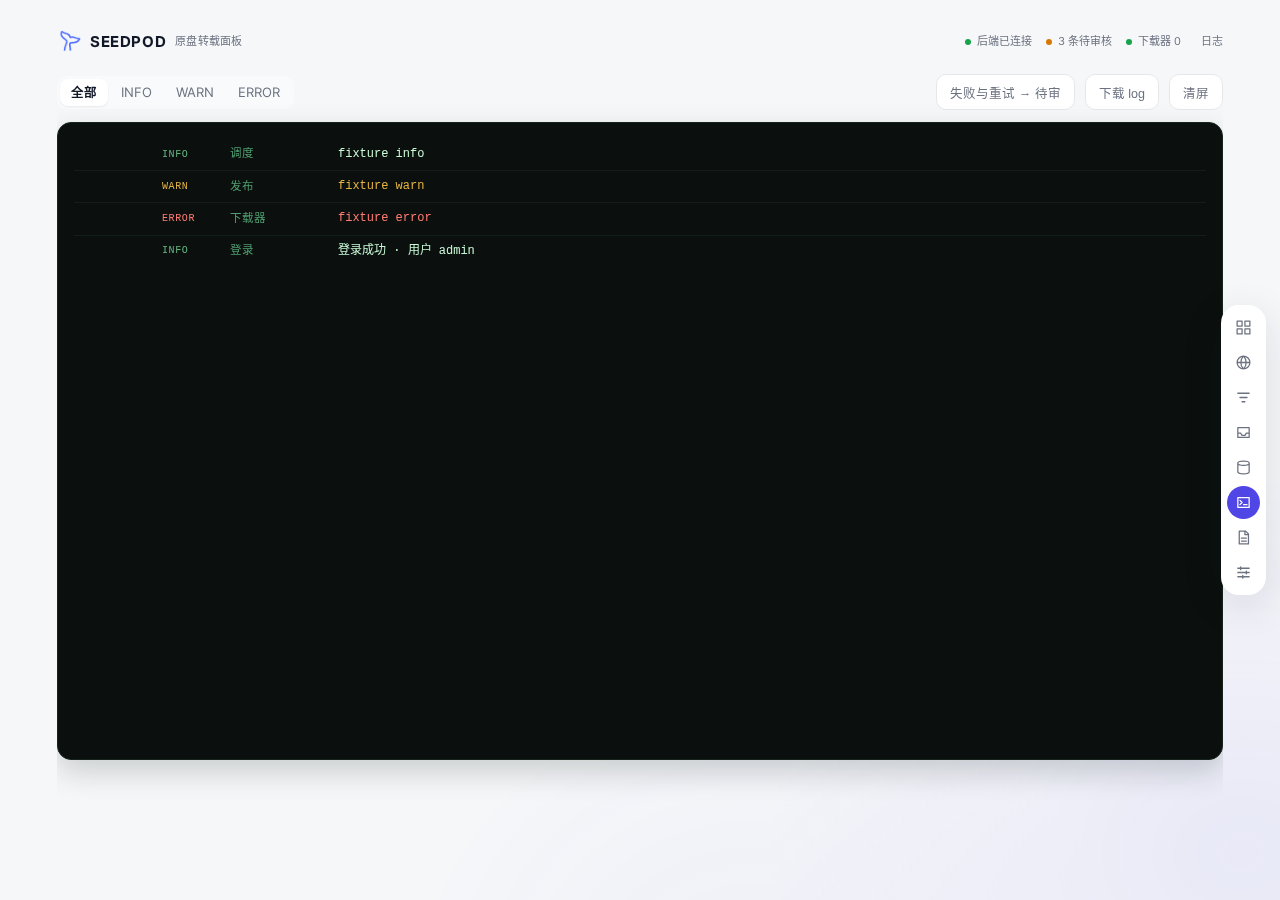 SEEDPOD 原盘转载面板 后端已连接 3 条待审核 下载器 0 日志
全部 INFO WARN ERROR 失败与重试 → 待审 下载 log 清屏
INFO 调度 fixture info
WARN 发布 fixture warn
ERROR 下载器 fixture error
INFO 登录 登录成功 · 用户 admin